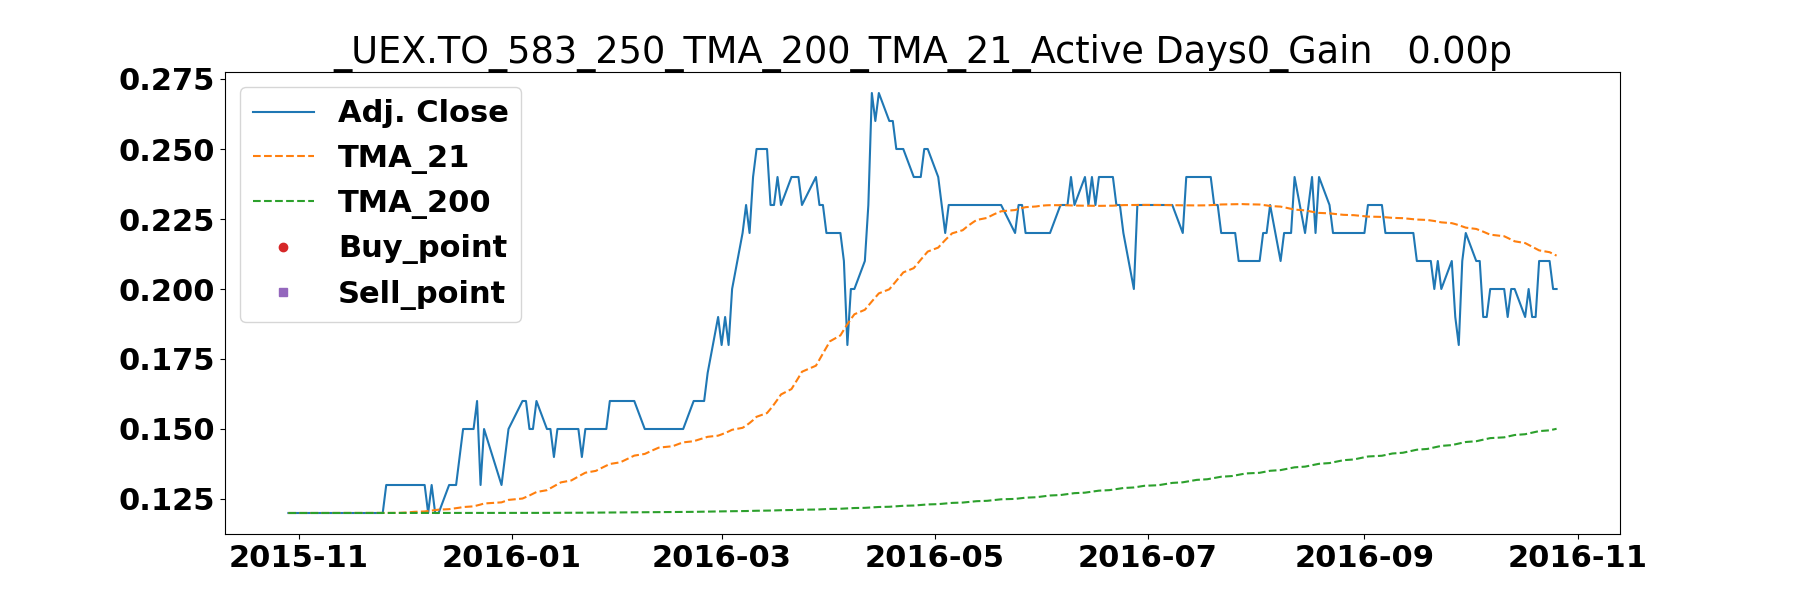 _UEX.TO_583_250_TMA_200_TMA_21_Active Days0_Gain   0.00p
0.275
0.250
0.225
0.200
0.175
0.150
0.125
Adj. Close
TMA_21
TMA_200
Buy_point
Sell_point
2015-11 2016-01 2016-03 2016-05 2016-07 2016-09 2016-11